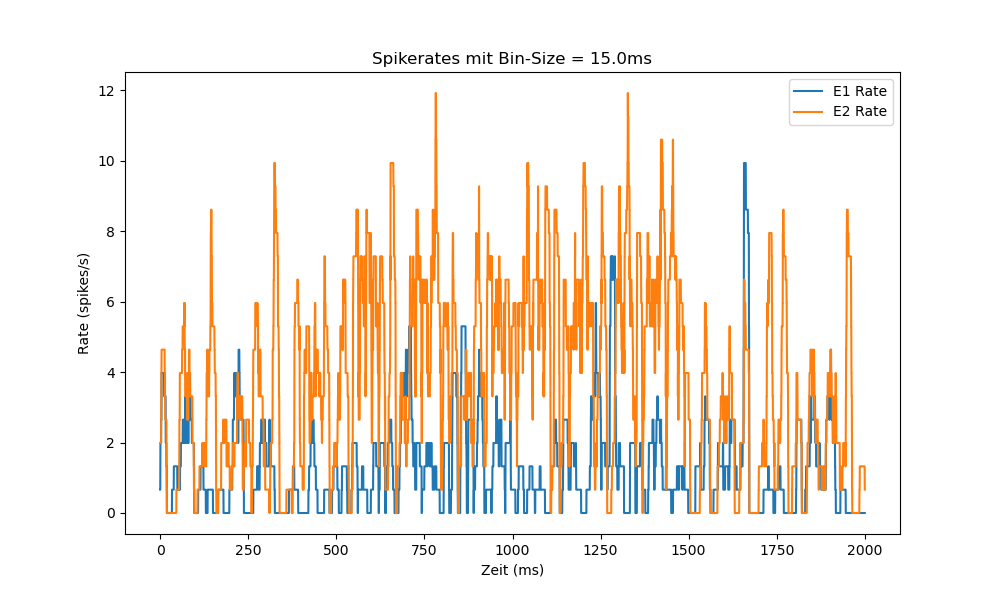 Spikerates mit Bin-Size = 15.0ms
E1 Rate
E2 Rate
Rate (spikes/s)
12
10
8
6
4
2
0
0 250 500 750 1000 1250 1500 1750 2000
Zeit (ms)